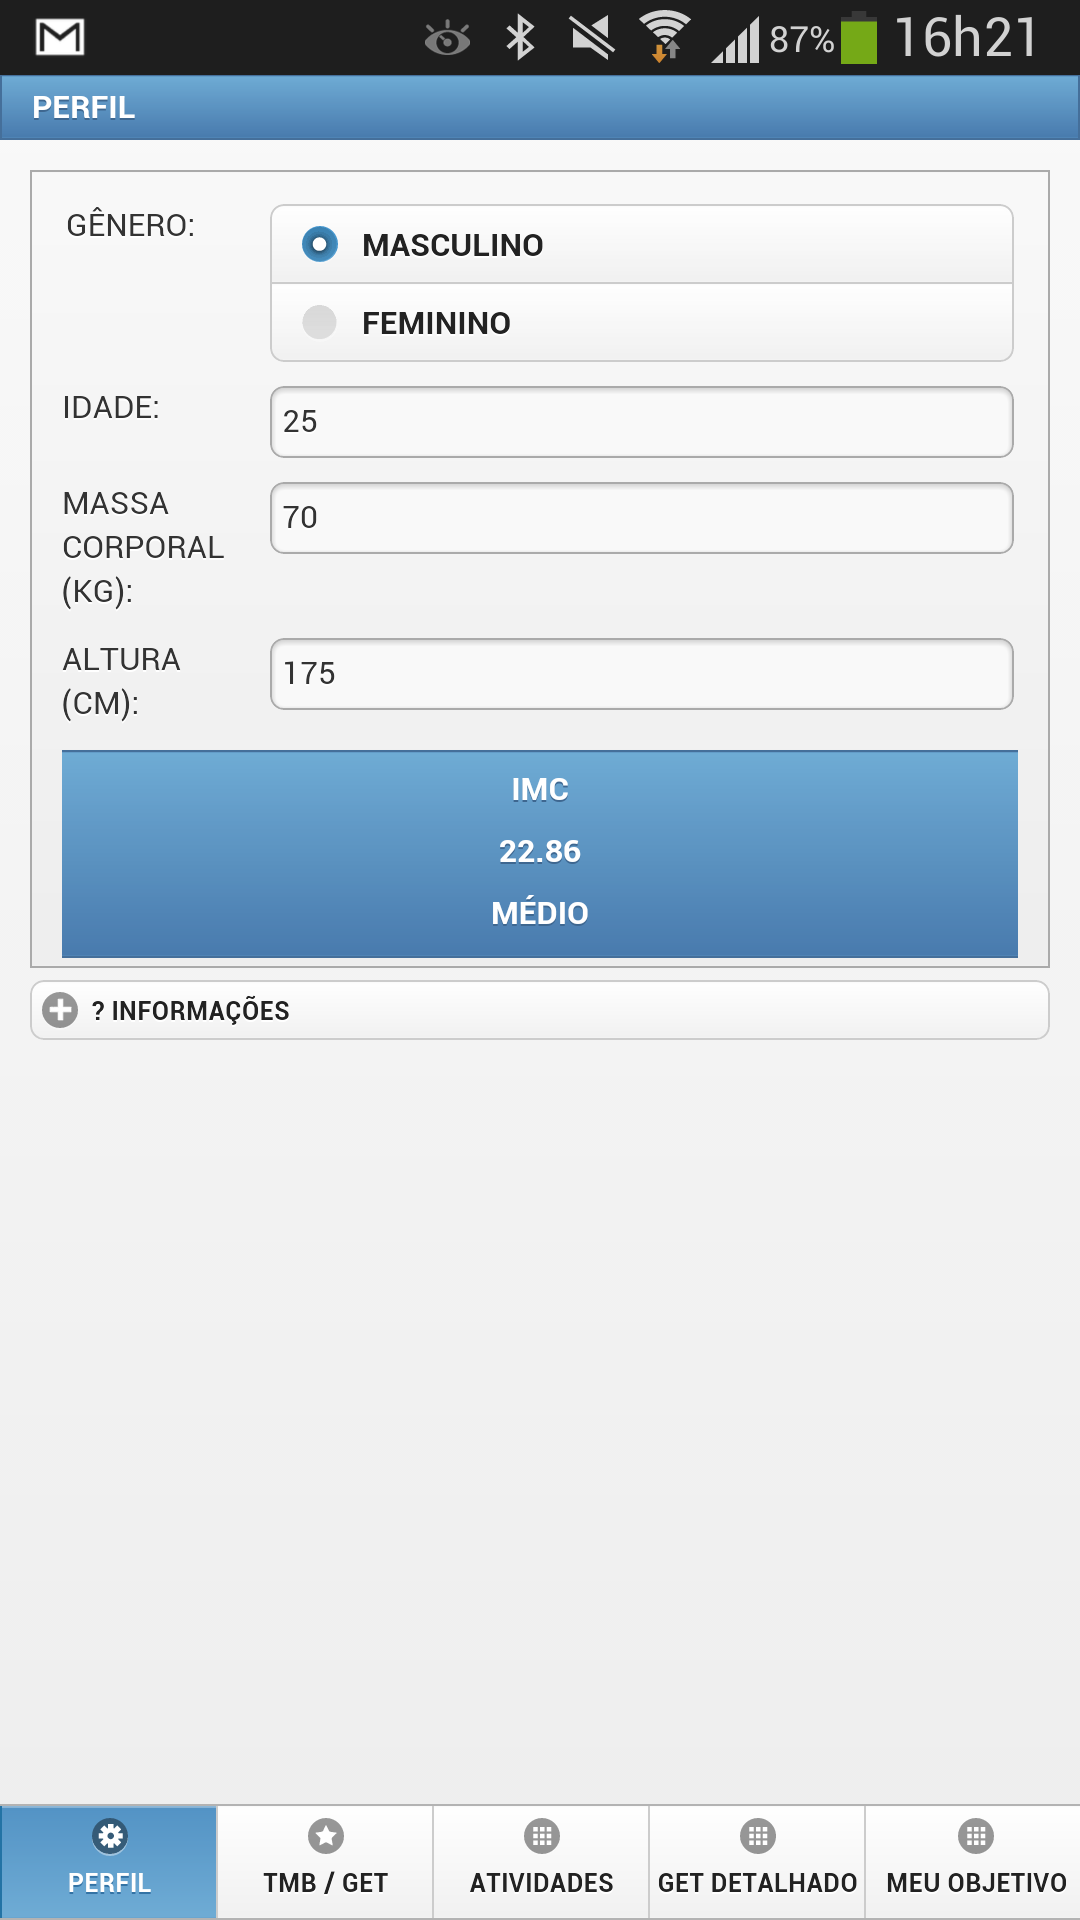 87% 16h21
PERFIL
GÊNERO:
MASCULINO
FEMININO
IDADE:
25
MASSA
CORPORAL
(KG):
70
ALTURA
(CM):
175
IMC
22.86
MÉDIO
? INFORMAÇÕES
PERFIL
TMB / GET
ATIVIDADES
GET DETALHADO
MEU OBJETIVO